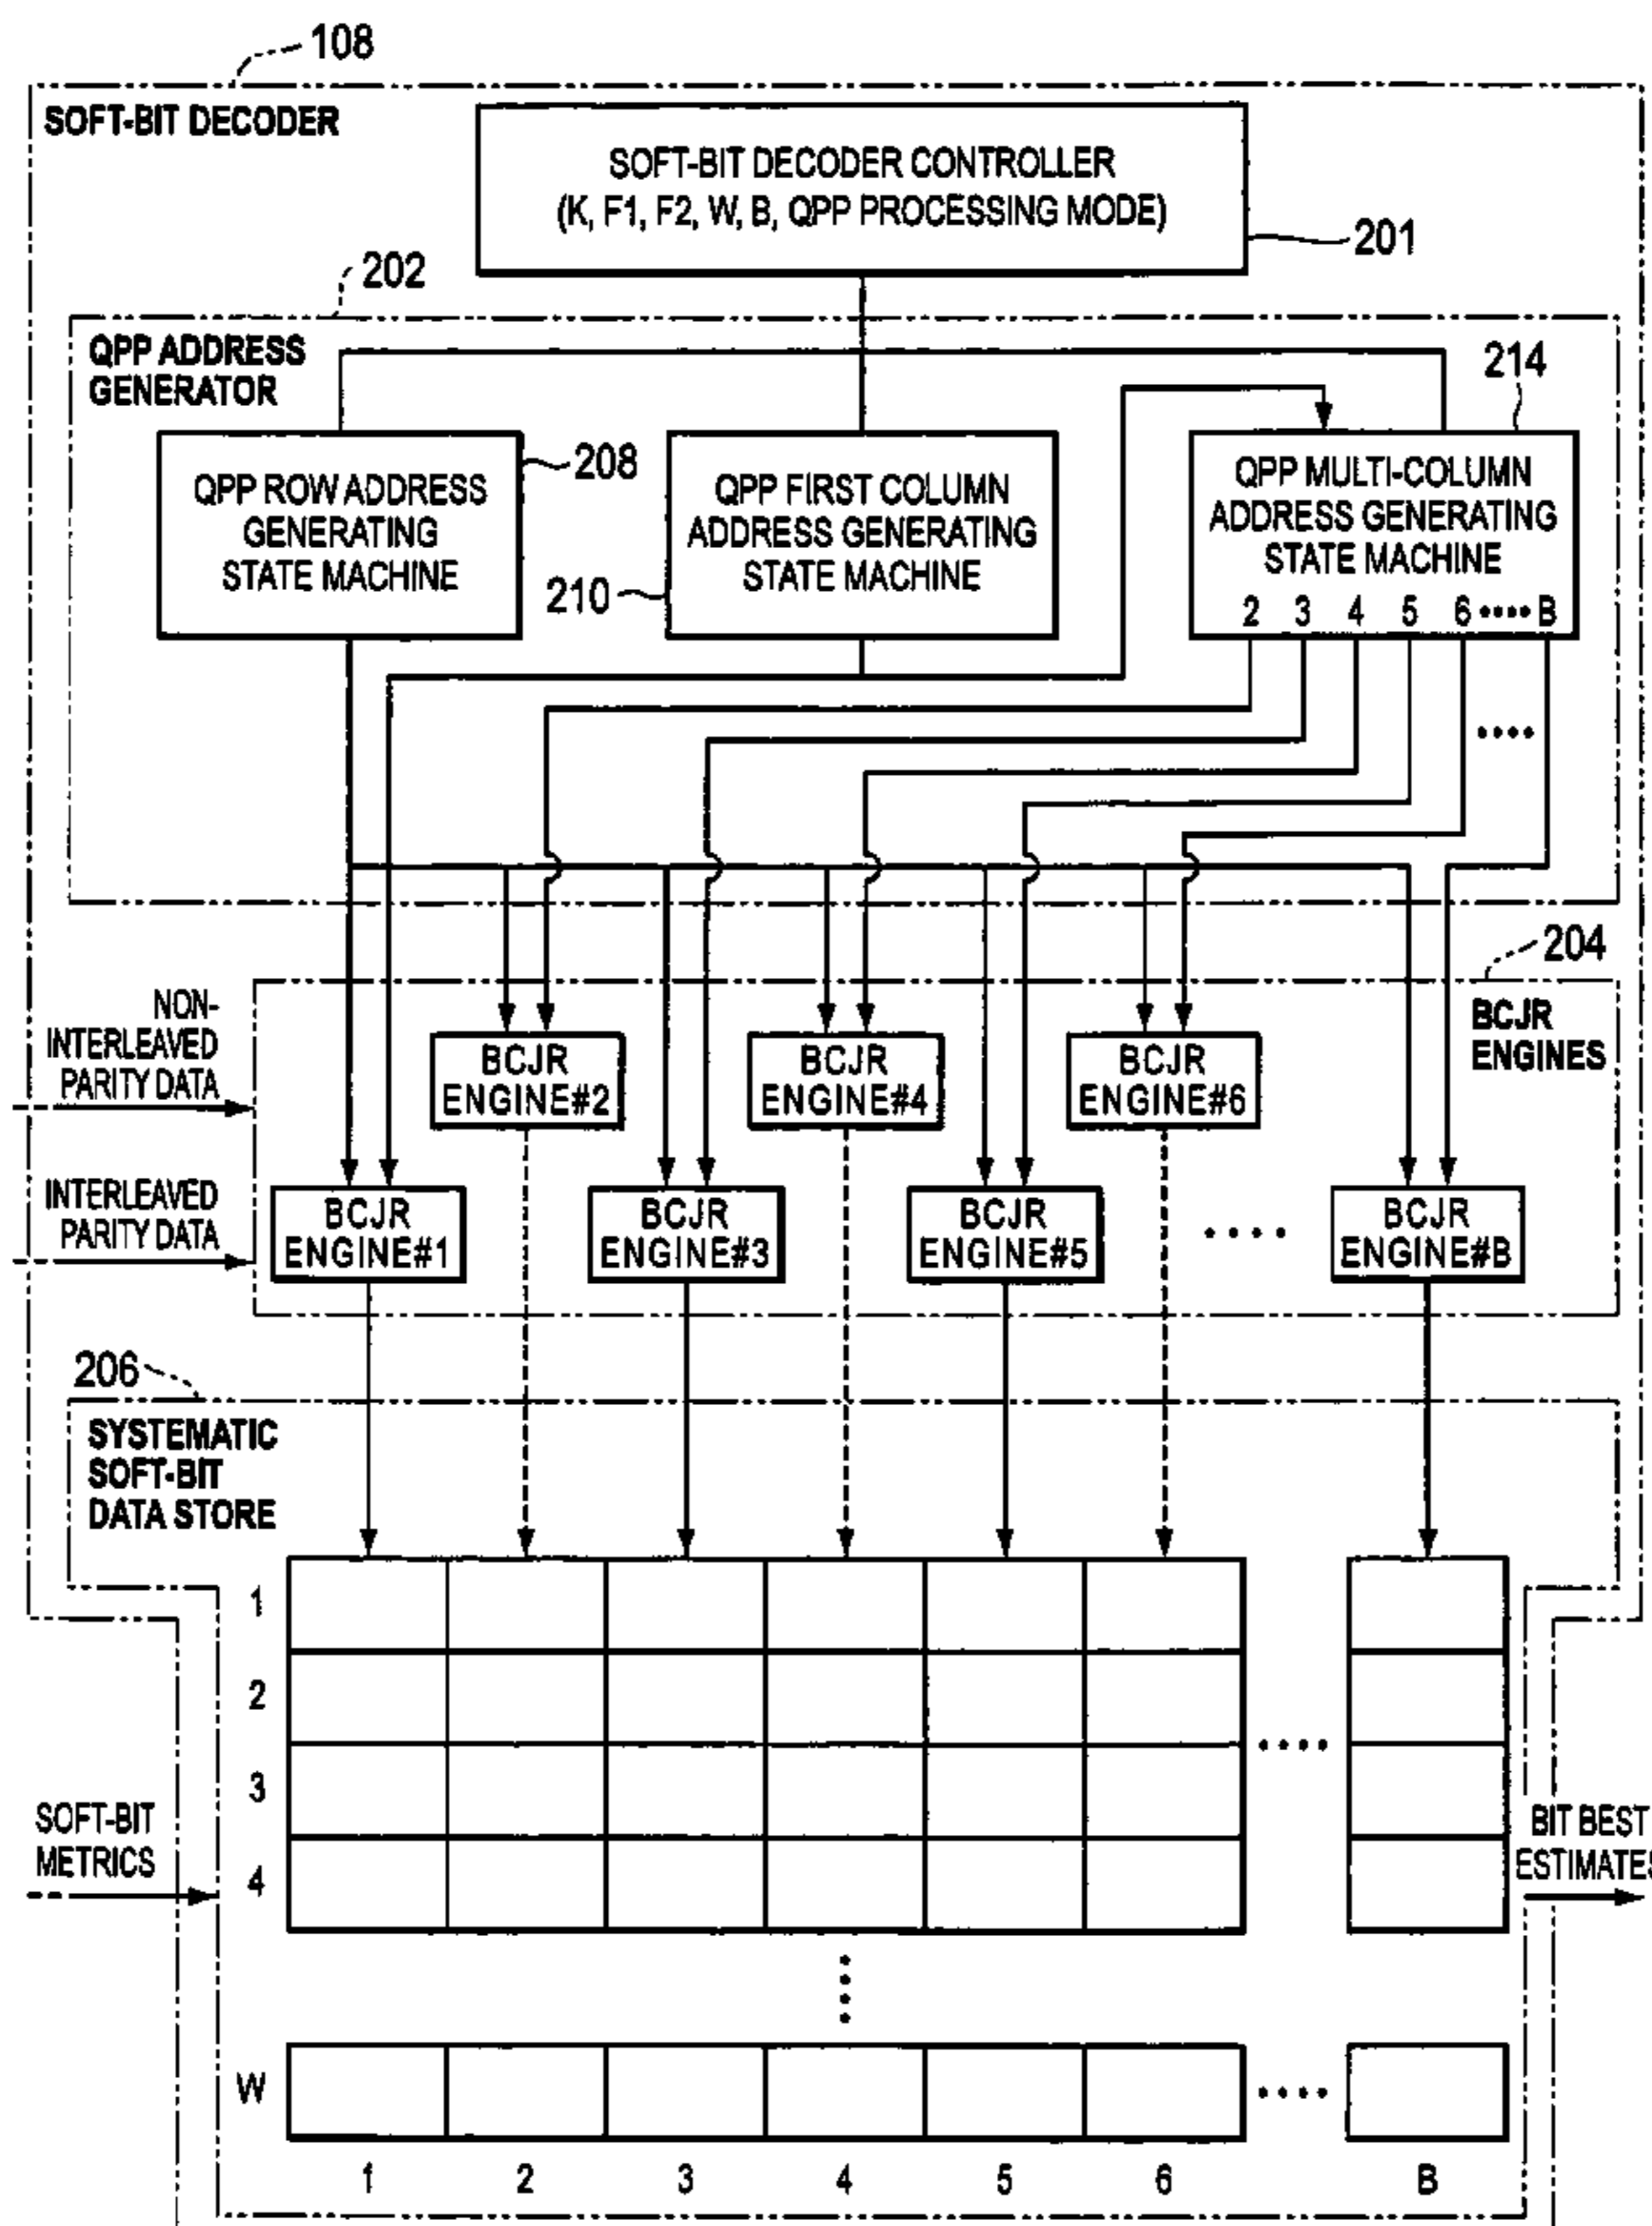 108
SOFT-BIT DECODER
SOFT-BIT DECODER CONTROLLER
(K, F1, F2, W, B, QPP PROCESSING MODE)
201
202
QPP ADDRESS
GENERATOR
214
QPP ROW ADDRESS
GENERATING
STATE MACHINE
208
QPP FIRST COLUMN
ADDRESS GENERATING
STATE MACHINE
210
QPP MULTI-COLUMN
ADDRESS GENERATING
STATE MACHINE
2 3 4 5 6 •••• B
••••
204
NON-
INTERLEAVED
PARITY DATA
BCJR
ENGINES
BCJR
ENGINE#2
BCJR
ENGINE#4
BCJR
ENGINE#6
INTERLEAVED
PARITY DATA
BCJR
ENGINE#1
BCJR
ENGINE#3
BCJR
ENGINE#5
••••
BCJR
ENGINE#B
206
SYSTEMATIC
SOFT-BIT
DATA STORE
1
2
••••
3
4
SOFT-BIT
METRICS
BIT BEST
ESTIMATES
W
••••
1 2 3 4 5 6 B